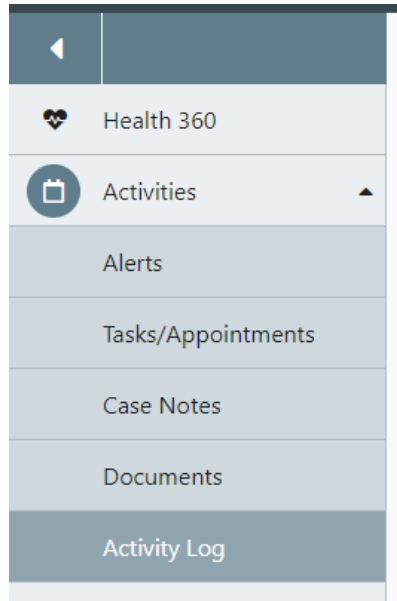 Health 360
Activities
Alerts
Tasks/Appointments
Case Notes
Documents
Activity Log